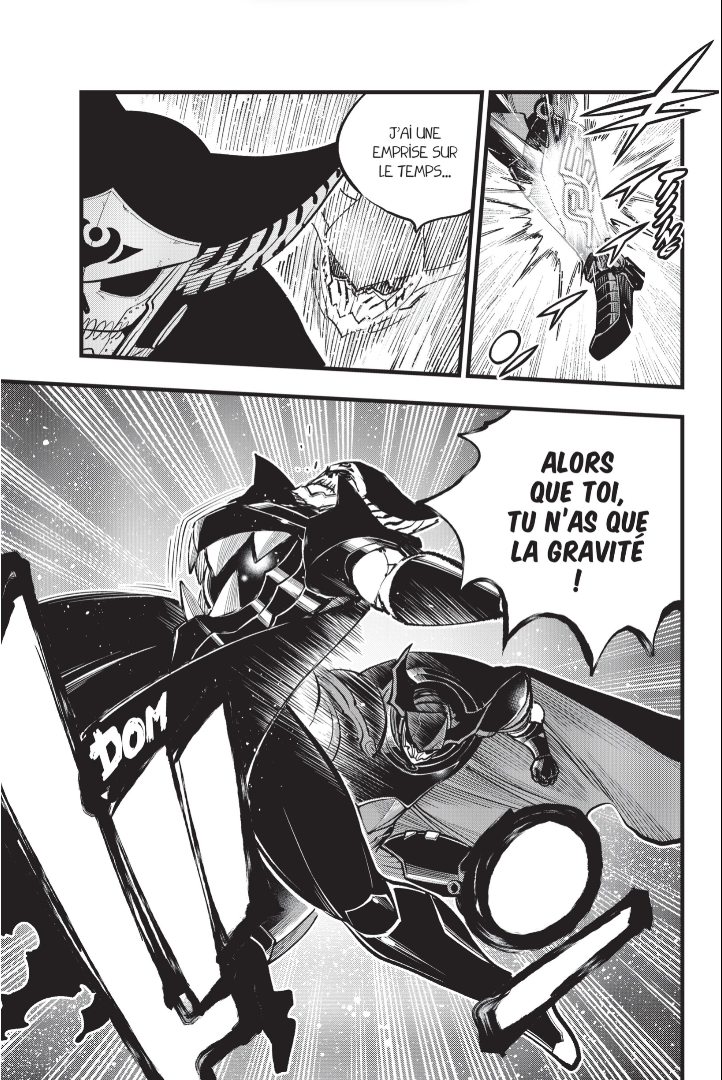 J'AI UNE
EMPRISE SUR
LE TEMPS...
ALORS
QUE TOI,
TU N'AS QUE
LA GRAVITÉ
!
DOM